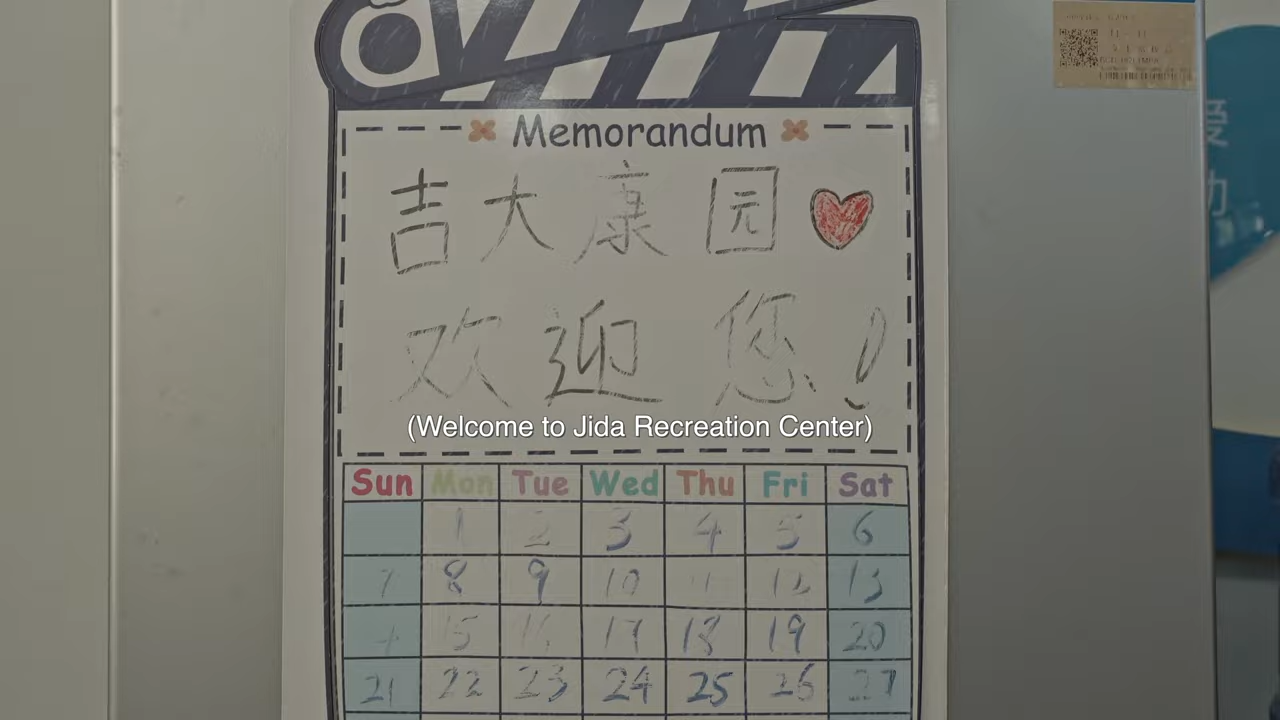 Memorandum
吉大康园
欢迎您!
(Welcome to Jida Recreation Center)
Sun Mon Tue Wed Thu Fri Sat
1 2 3 4 5 6
7 8 9 10 11 12 13
15 16 17 18 19 20
21 22 23 24 25 26 27
爱